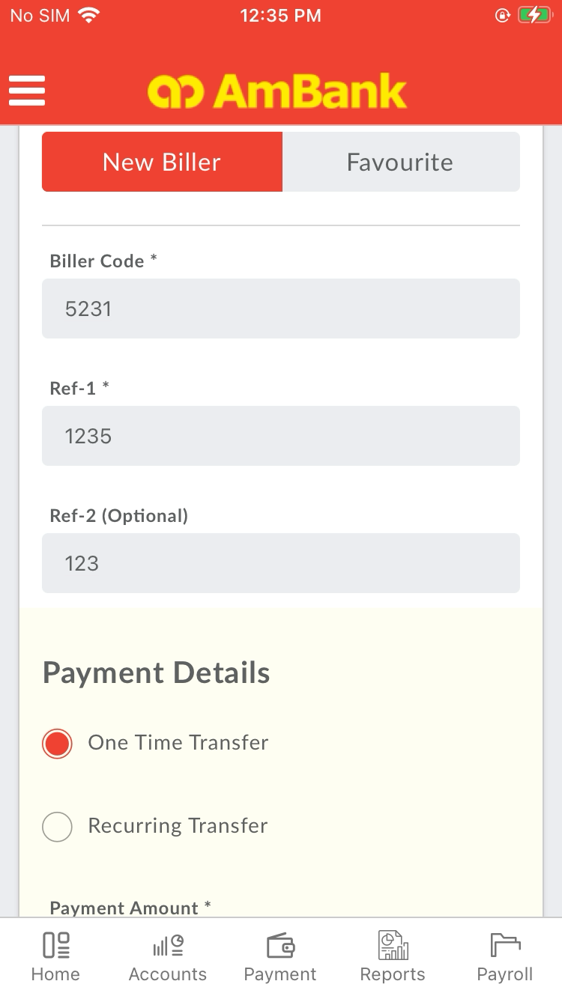 No SIM 12:35 PM
AmBank
New Biller Favourite
Biller Code *
5231
Ref-1 *
1235
Ref-2 (Optional)
123
Payment Details
One Time Transfer
Recurring Transfer
Payment Amount *
Home Accounts Payment Reports Payroll